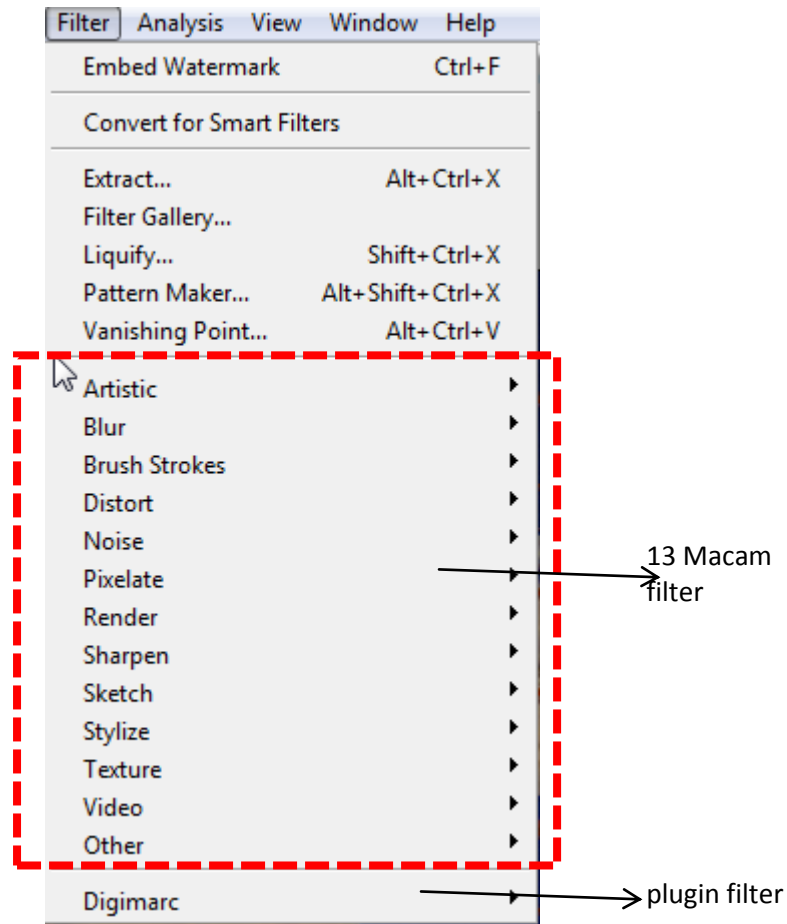 Filter Analysis View Window Help
Embed Watermark Ctrl+F
Convert for Smart Filters
Extract... Alt+Ctrl+X
Filter Gallery...
Liquify... Shift+Ctrl+X
Pattern Maker... Alt+Shift+Ctrl+X
Vanishing Point... Alt+Ctrl+V
Artistic
Blur
Brush Strokes
Distort
Noise
Pixelate
Render
Sharpen
Sketch
Stylize
Texture
Video
Other
13 Macam
filter
Digimarc
plugin filter